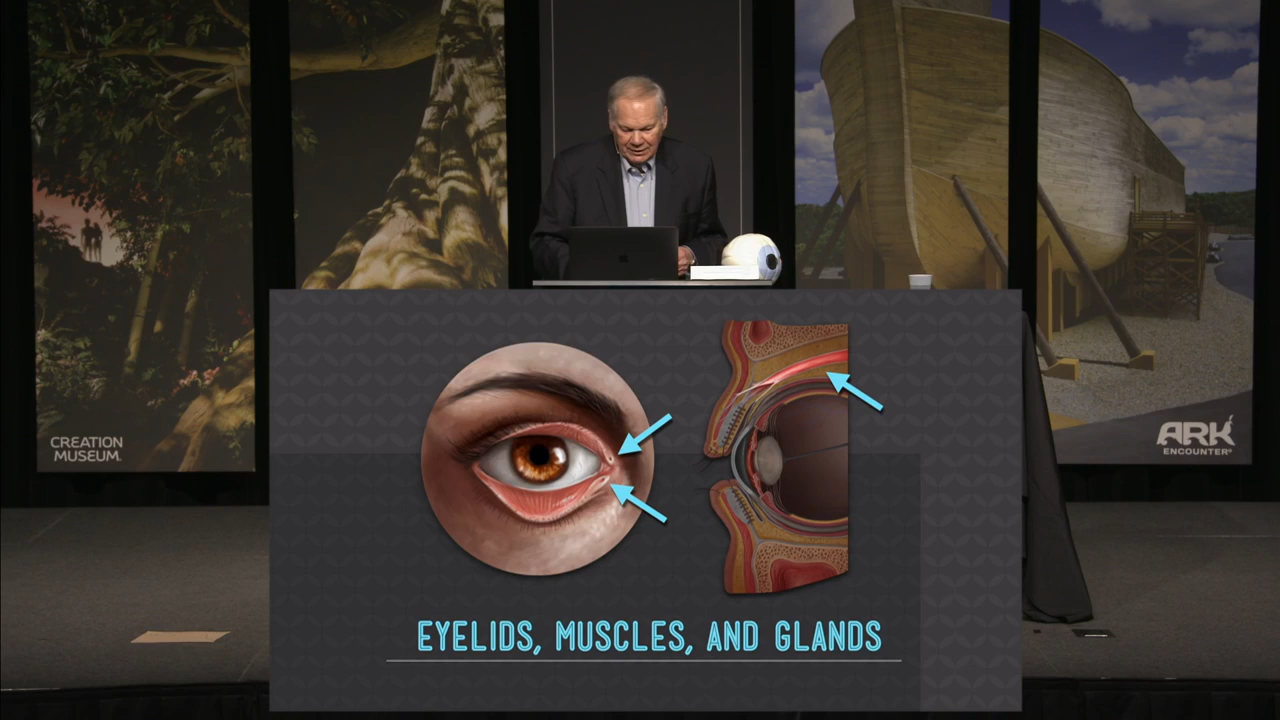 CREATION
MUSEUM.
ARK
ENCOUNTER®
EYELIDS, MUSCLES, AND GLANDS